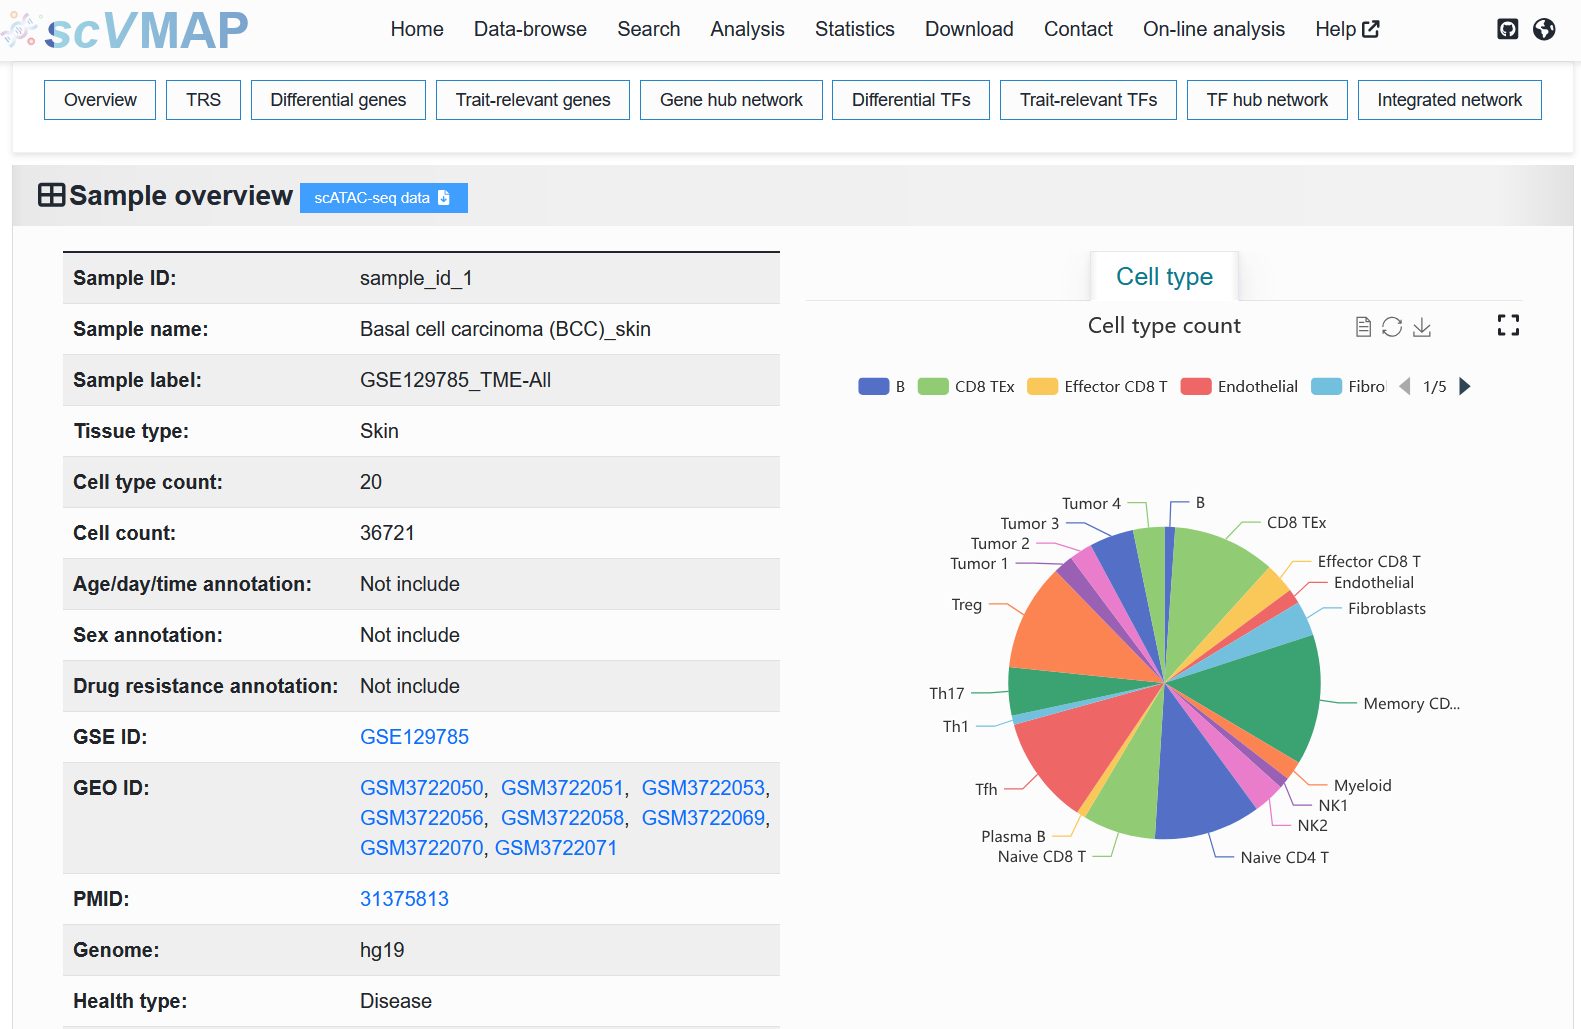 scVMAP Home Data-browse Search Analysis Statistics Download Contact On-line analysis Help
Overview TRS Differential genes Trait-relevant genes Gene hub network Differential TFs Trait-relevant TFs TF hub network Integrated network
Sample overview scATAC-seq data
Sample ID: sample_id_1
Sample name: Basal cell carcinoma (BCC)_skin
Sample label: GSE129785_TME-All
Tissue type: Skin
Cell type count: 20
Cell count: 36721
Age/day/time annotation: Not include
Sex annotation: Not include
Drug resistance annotation: Not include
GSE ID: GSE129785
GEO ID: GSM3722050, GSM3722051, GSM3722053,
GSM3722056, GSM3722058, GSM3722069,
GSM3722070, GSM3722071
PMID: 31375813
Genome: hg19
Health type: Disease
Cell type
Cell type count
B CD8 TEx Effector CD8 T Endothelial Fibro 1/5
Tumor 4 B
Tumor 3 CD8 TEx
Tumor 2
Tumor 1 Effector CD8 T
Endothelial
Treg Fibroblasts
Th17 Memory CD...
Th1
Tfh Myeloid
NK1
NK2
Plasma B
Naive CD8 T Naive CD4 T